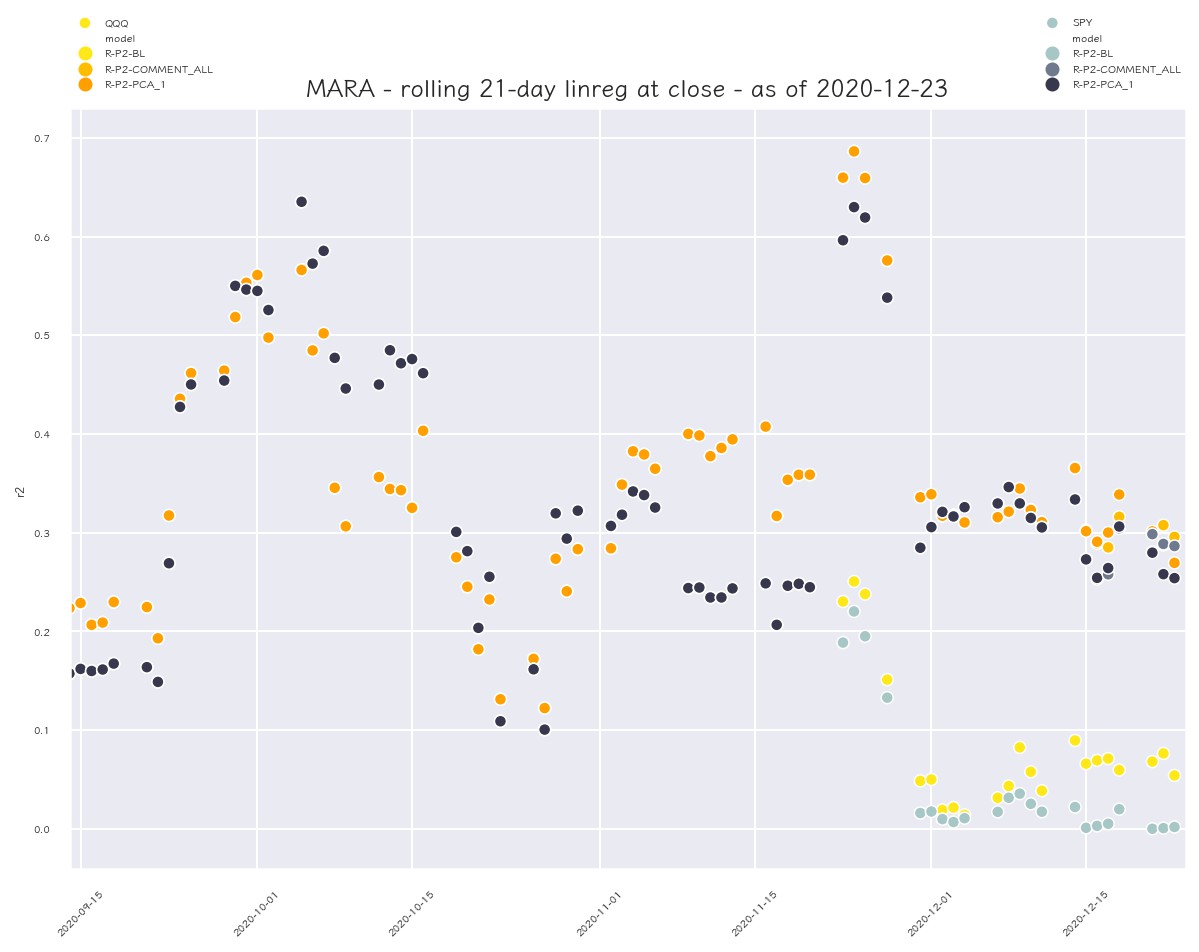 QQQ
model
R-P2-BL
R-P2-COMMENT_ALL
R-P2-PCA_1
SPY
model
R-P2-BL
R-P2-COMMENT_ALL
R-P2-PCA_1
MARA - rolling 21-day linreg at close - as of 2020-12-23
0.7
0.6
0.5
0.4
0.3
0.2
0.1
0.0
r2
2020-09-15
2020-10-01
2020-10-15
2020-11-01
2020-11-15
2020-12-01
2020-12-15